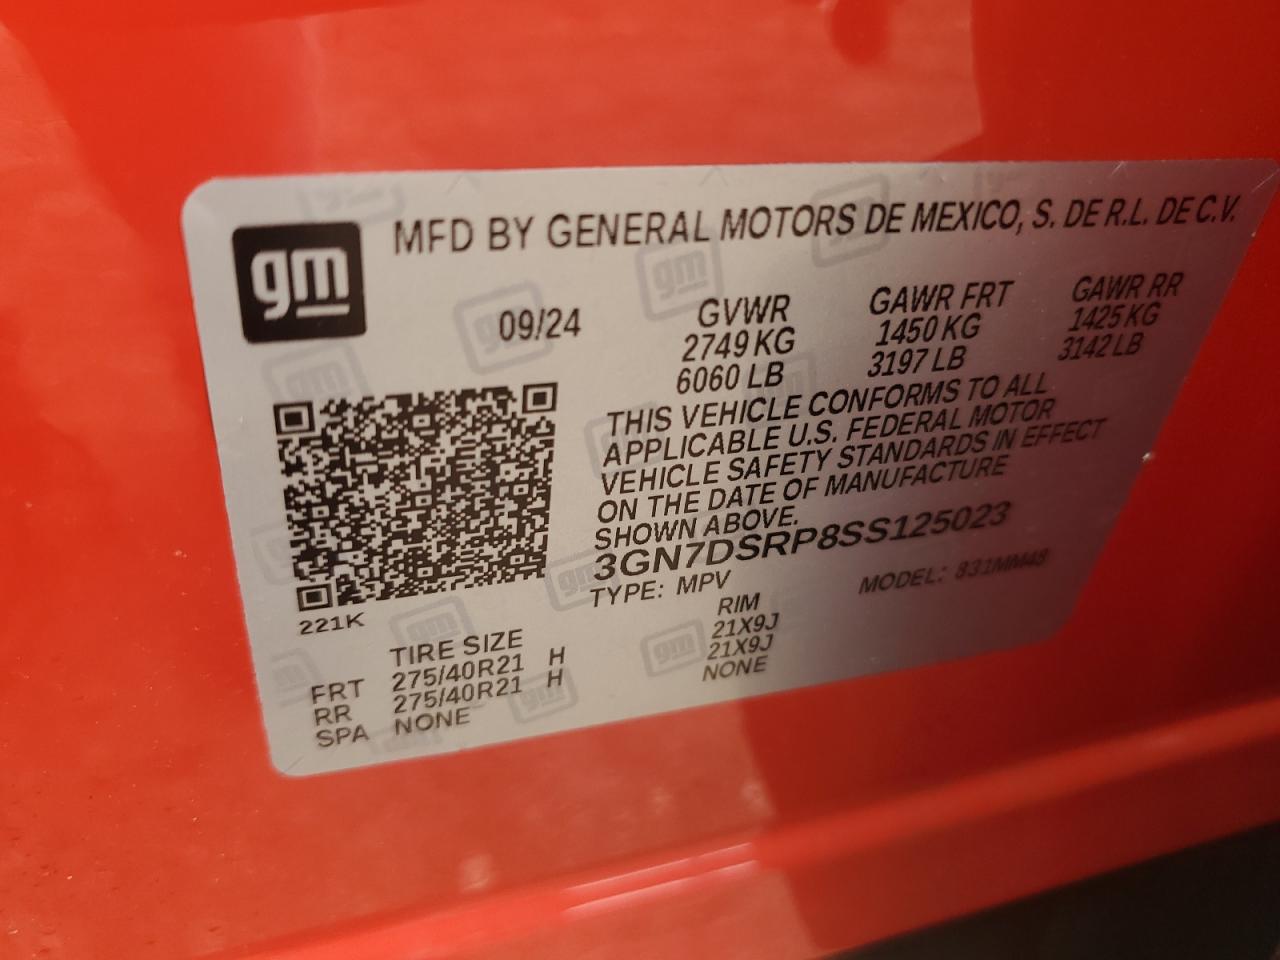 gm
MFD BY GENERAL MOTORS DE MEXICO, S. DE R.L. DE C.V.
09/24
GVWR
2749 KG
6060 LB
GAWR FRT
1450 KG
3197 LB
GAWR RR
1425 KG
3142 LB
THIS VEHICLE CONFORMS TO ALL
APPLICABLE U.S. FEDERAL MOTOR
VEHICLE SAFETY STANDARDS IN EFFECT
ON THE DATE OF MANUFACTURE
SHOWN ABOVE.
3GN7DSRP8SS125023
TYPE: MPV
MODEL: 831MM48
221K
TIRE SIZE
RIM
FRT 275/40R21 H 21X9J
RR 275/40R21 H 21X9J
SPA NONE NONE